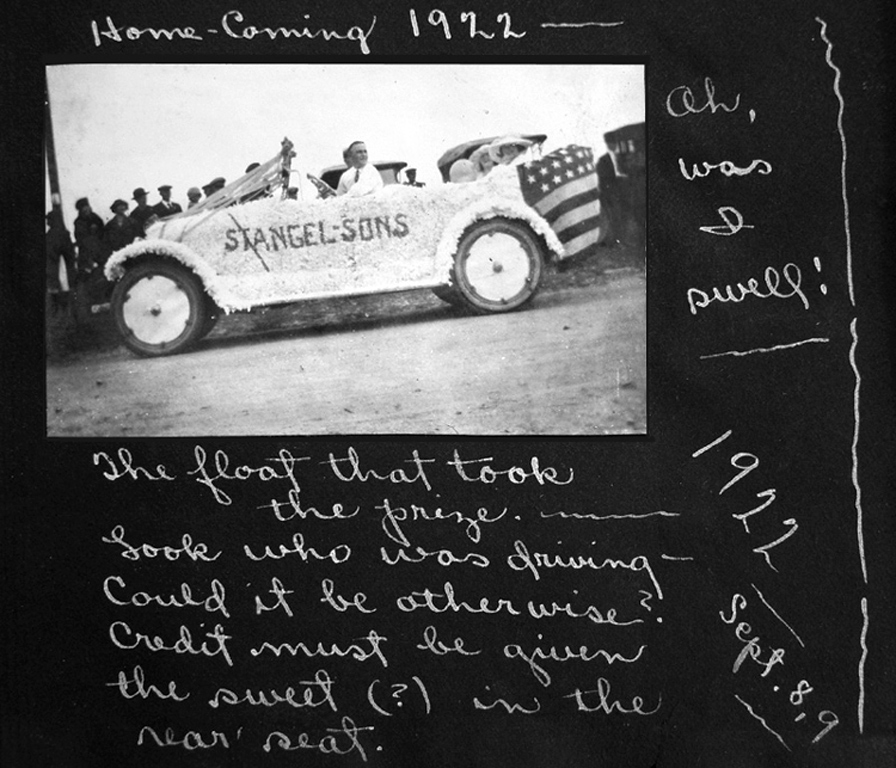 Home-Coming 1922
STANGEL-SONS
Oh,
was
I
swell!
The float that took
the prize.
Look who was driving-
Could it be otherwise?
Credit must be given
the sweet (?) in the
rear seat.
1922
Sept. 8,9